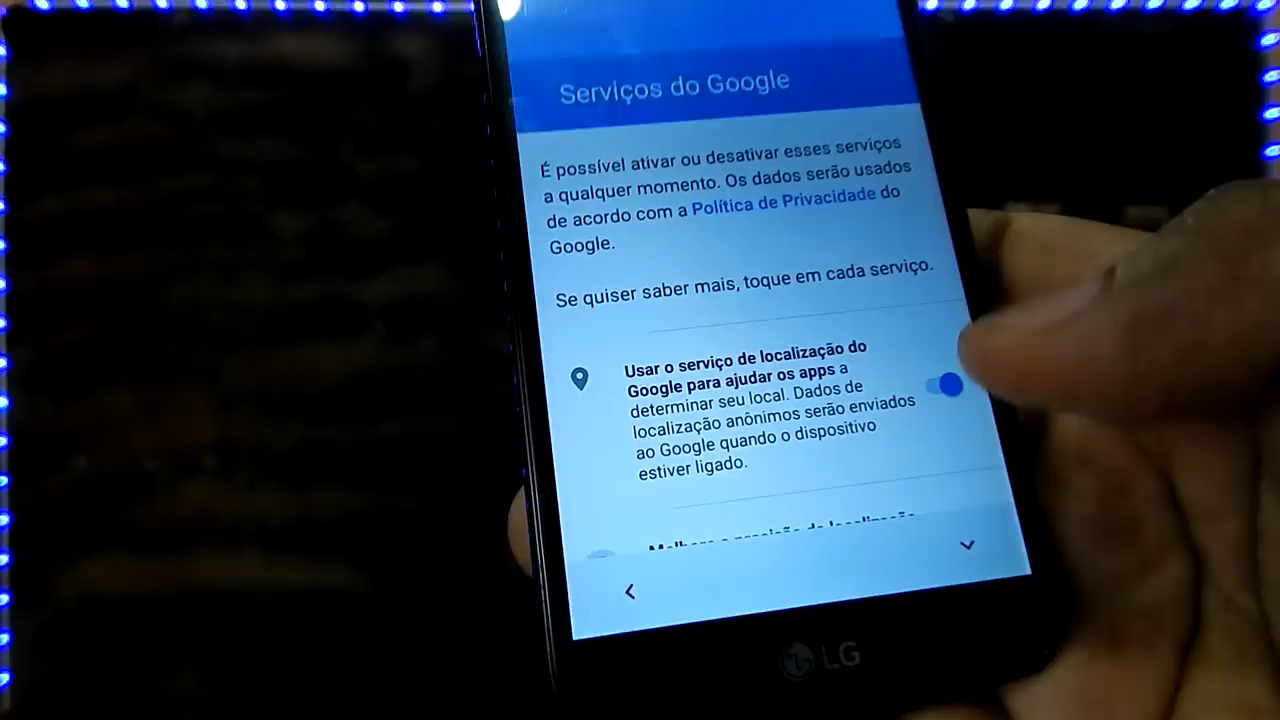 Serviços do Google
É possível ativar ou desativar esses serviços
a qualquer momento. Os dados serão usados
de acordo com a Política de Privacidade do
Google.
Se quiser saber mais, toque em cada serviço.
Usar o serviço de localização do
Google para ajudar os apps a
determinar seu local. Dados de
localização anônimos serão enviados
ao Google quando o dispositivo
estiver ligado.
LG